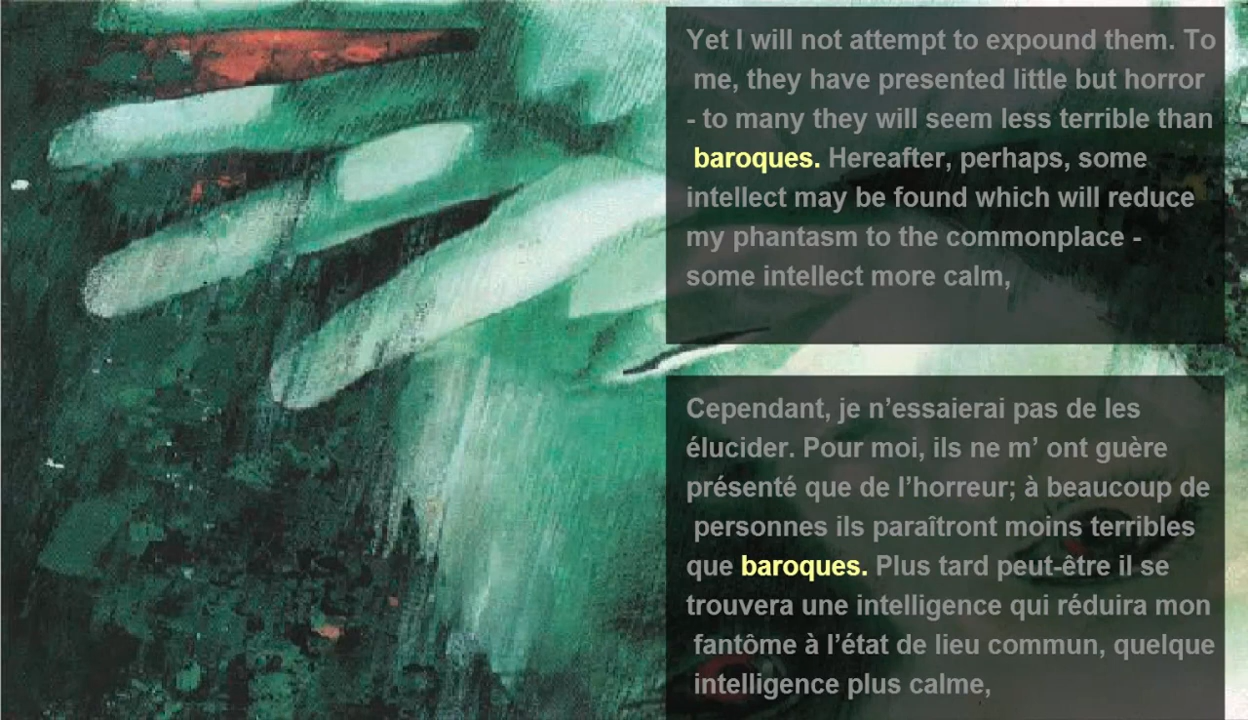 Yet I will not attempt to expound them. To
me, they have presented little but horror
- to many they will seem less terrible than
baroques. Hereafter, perhaps, some
intellect may be found which will reduce
my phantasm to the commonplace -
some intellect more calm,
Cependant, je n’essaierai pas de les
élucider. Pour moi, ils ne m’ ont guère
présenté que de l’horreur; à beaucoup de
personnes ils paraîtront moins terribles
que baroques. Plus tard peut-être il se
trouvera une intelligence qui réduira mon
fantôme à l’état de lieu commun, quelque
intelligence plus calme,